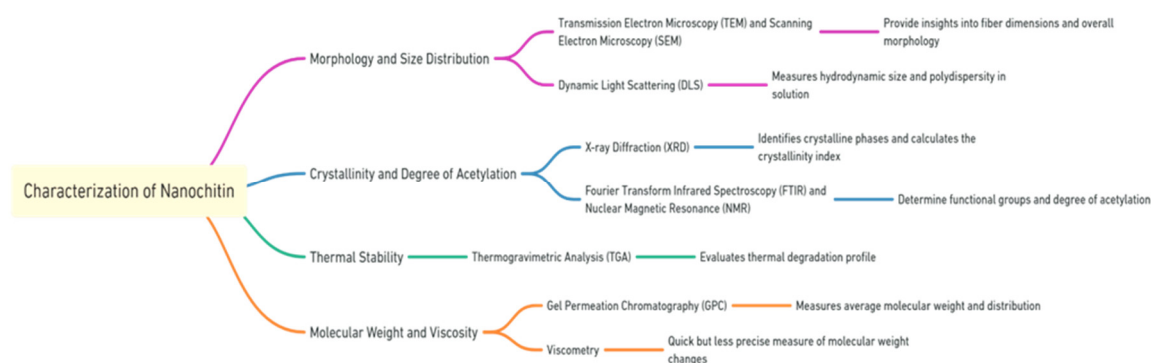 Characterization of Nanochitin
Morphology and Size Distribution
Transmission Electron Microscopy (TEM) and Scanning
Electron Microscopy (SEM)
Provide insights into fiber dimensions and overall
morphology
Dynamic Light Scattering (DLS)
Measures hydrodynamic size and polydispersity in
solution
Crystallinity and Degree of Acetylation
X-ray Diffraction (XRD)
Identifies crystalline phases and calculates the
crystallinity index
Fourier Transform Infrared Spectroscopy (FTIR) and
Nuclear Magnetic Resonance (NMR)
Determine functional groups and degree of acetylation
Thermal Stability
Thermogravimetric Analysis (TGA)
Evaluates thermal degradation profile
Molecular Weight and Viscosity
Gel Permeation Chromatography (GPC)
Measures average molecular weight and distribution
Viscometry
Quick but less precise measure of molecular weight
changes